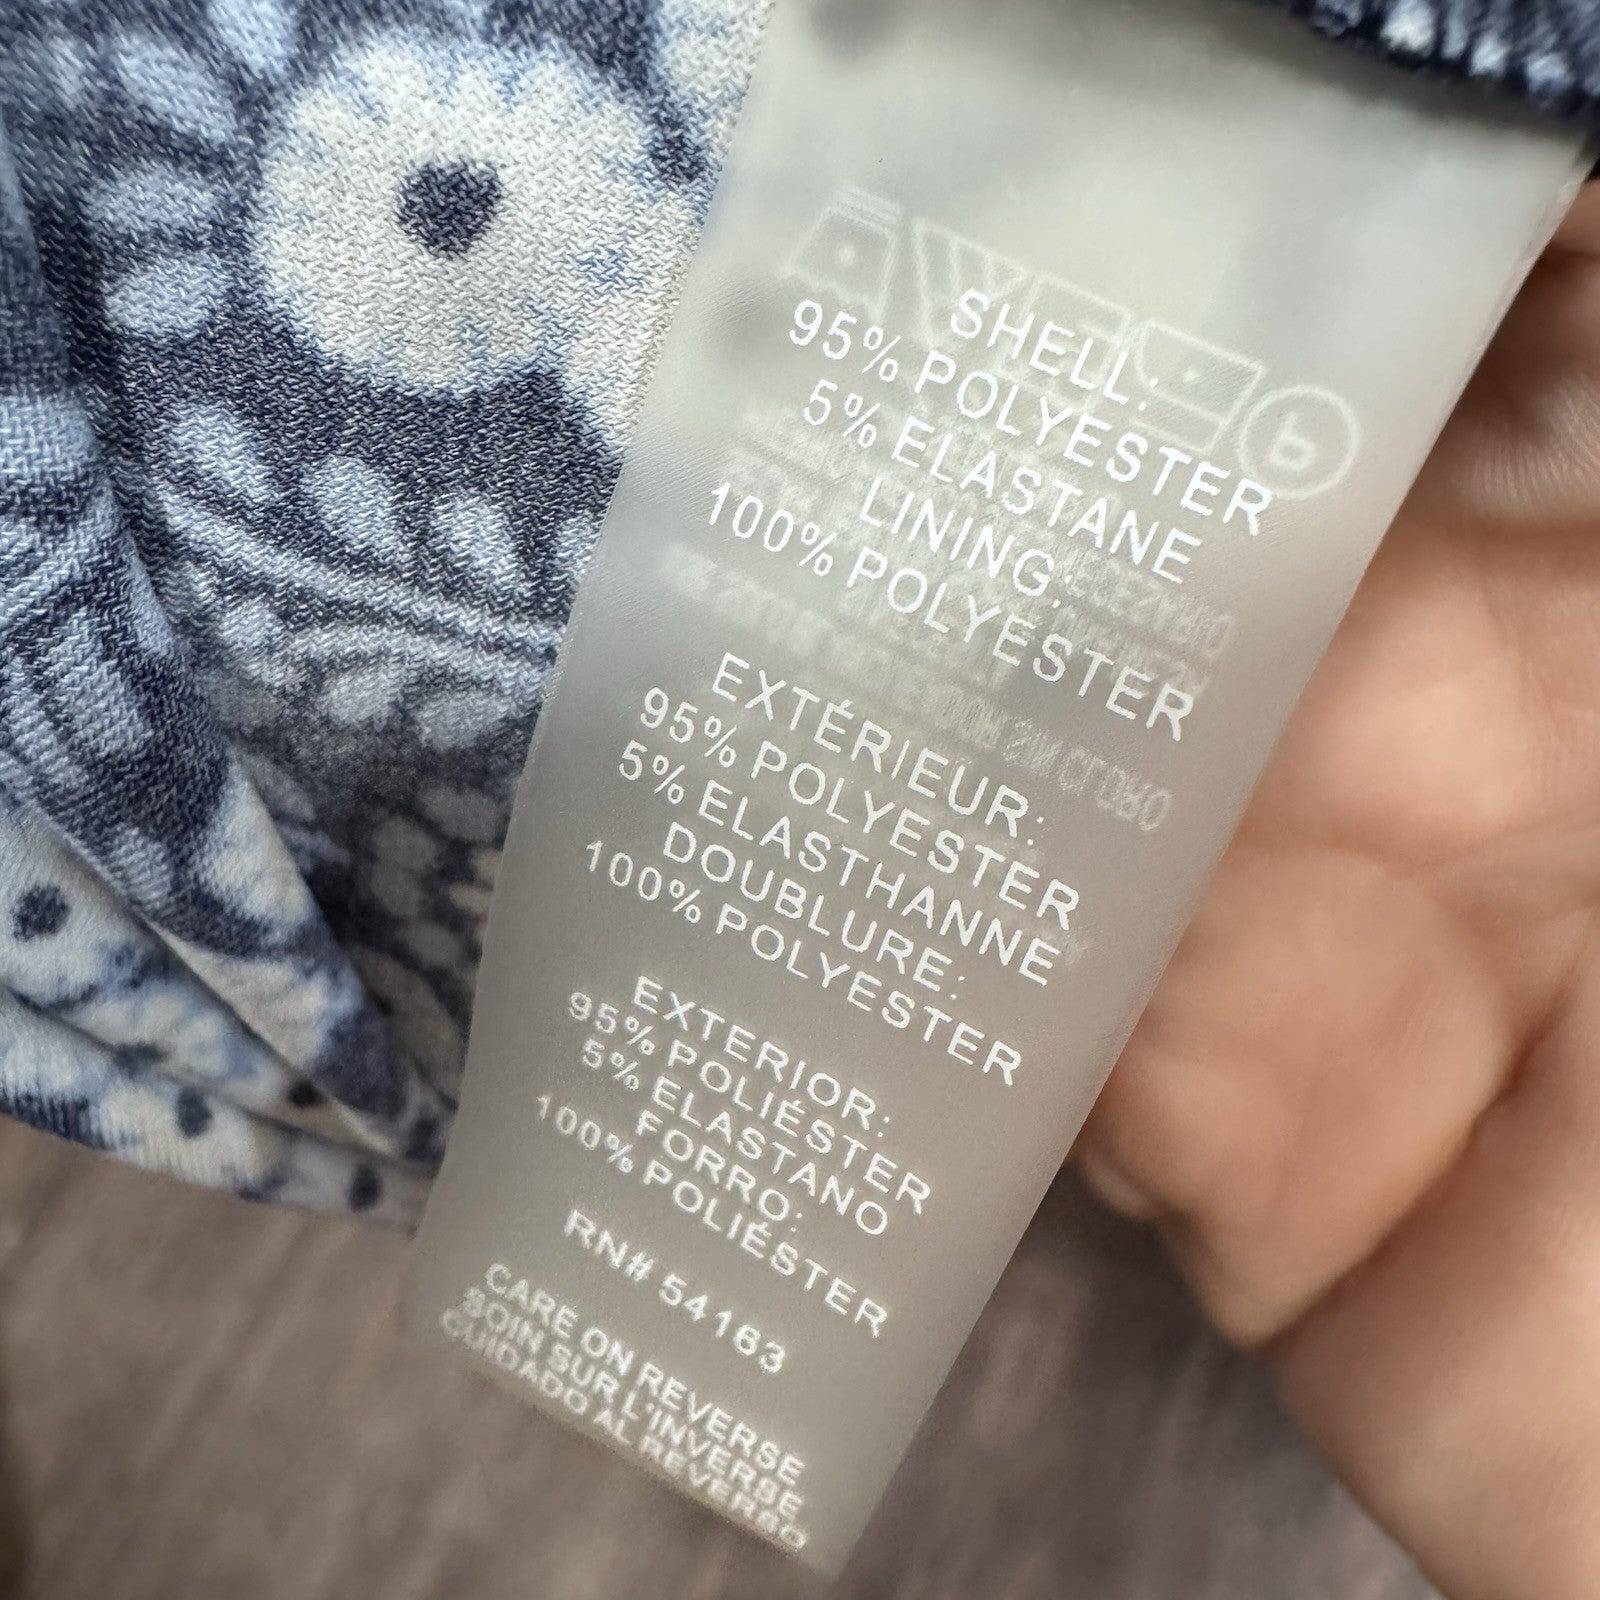 SHELL:
95% POLYESTER
5% ELASTANE
LINING:
100% POLYESTER
EXTÉRIEUR:
95% POLYESTER
5% ELASTHANNE
DOUBLURE:
100% POLYESTER
EXTERIOR:
95% POLIÉSTER
5% ELASTANO
FORRO:
100% POLIÉSTER
RN# 54163
CARE ON REVERSE
SOIN SUR L'INVERSE
CUIDADO AL REVERSO